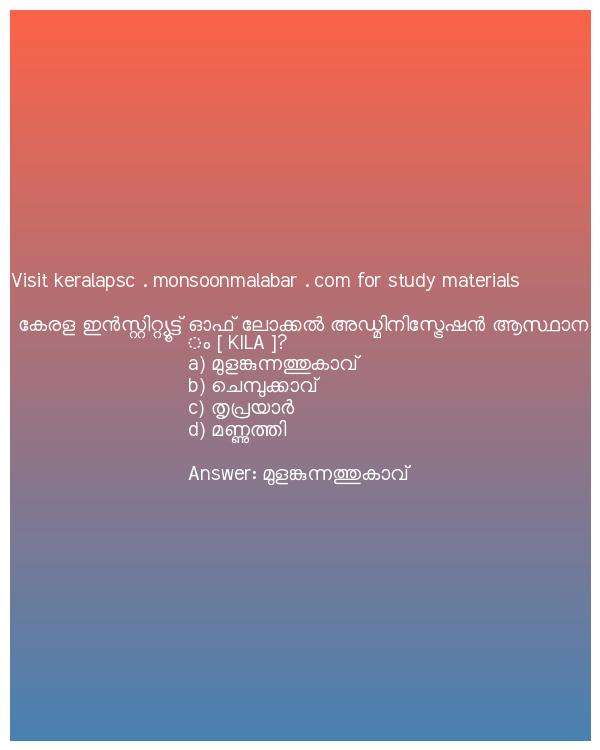 Visit keralapsc . monsoonmalabar . com for study materials
കേരള ഇൻസ്റ്റിറ്റ്യൂട്ട് ഓഫ് ലോക്കൽ അഡ്മിനിസ്ട്രേഷൻ ആസ്ഥാന
ം [ KILA ]?
a) മുളങ്കുന്നത്തുകാവ്
b) ചെമ്പുക്കാവ്
c) തൃപ്രയാർ
d) മണ്ണുത്തി
Answer: മുളങ്കുന്നത്തുകാവ്